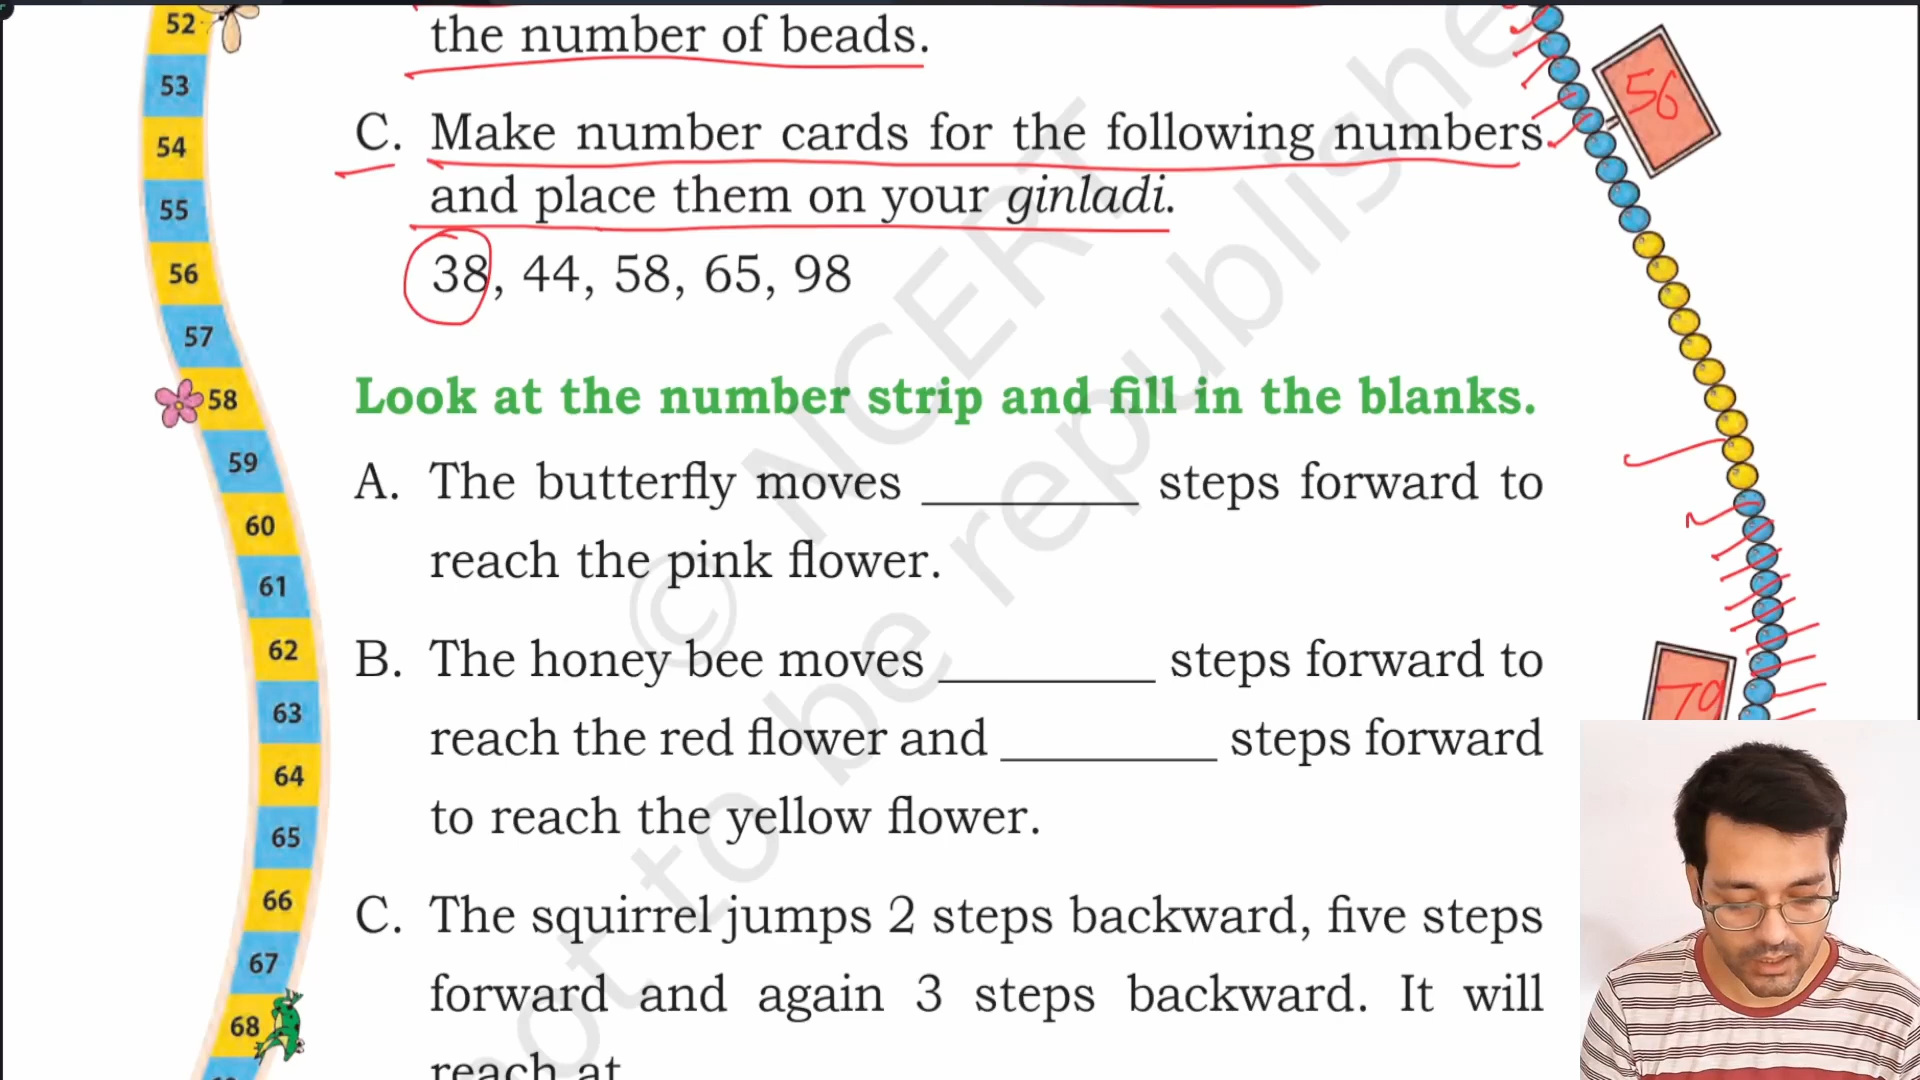 52
the number of beads.
53
C. Make number cards for the following numbers
54
and place them on your ginladi.
55
56
38, 44, 58, 65, 98
56
57
Look at the number strip and fill in the blanks.
58
59
A. The butterfly moves ________ steps forward to
60
reach the pink flower.
61
62
B. The honey bee moves ________ steps forward to
70
63
reach the red flower and ________ steps forward
64
to reach the yellow flower.
65
66
C. The squirrel jumps 2 steps backward, five steps
67
forward and again 3 steps backward. It will
68
reach at
© NCERT
not to be republishe